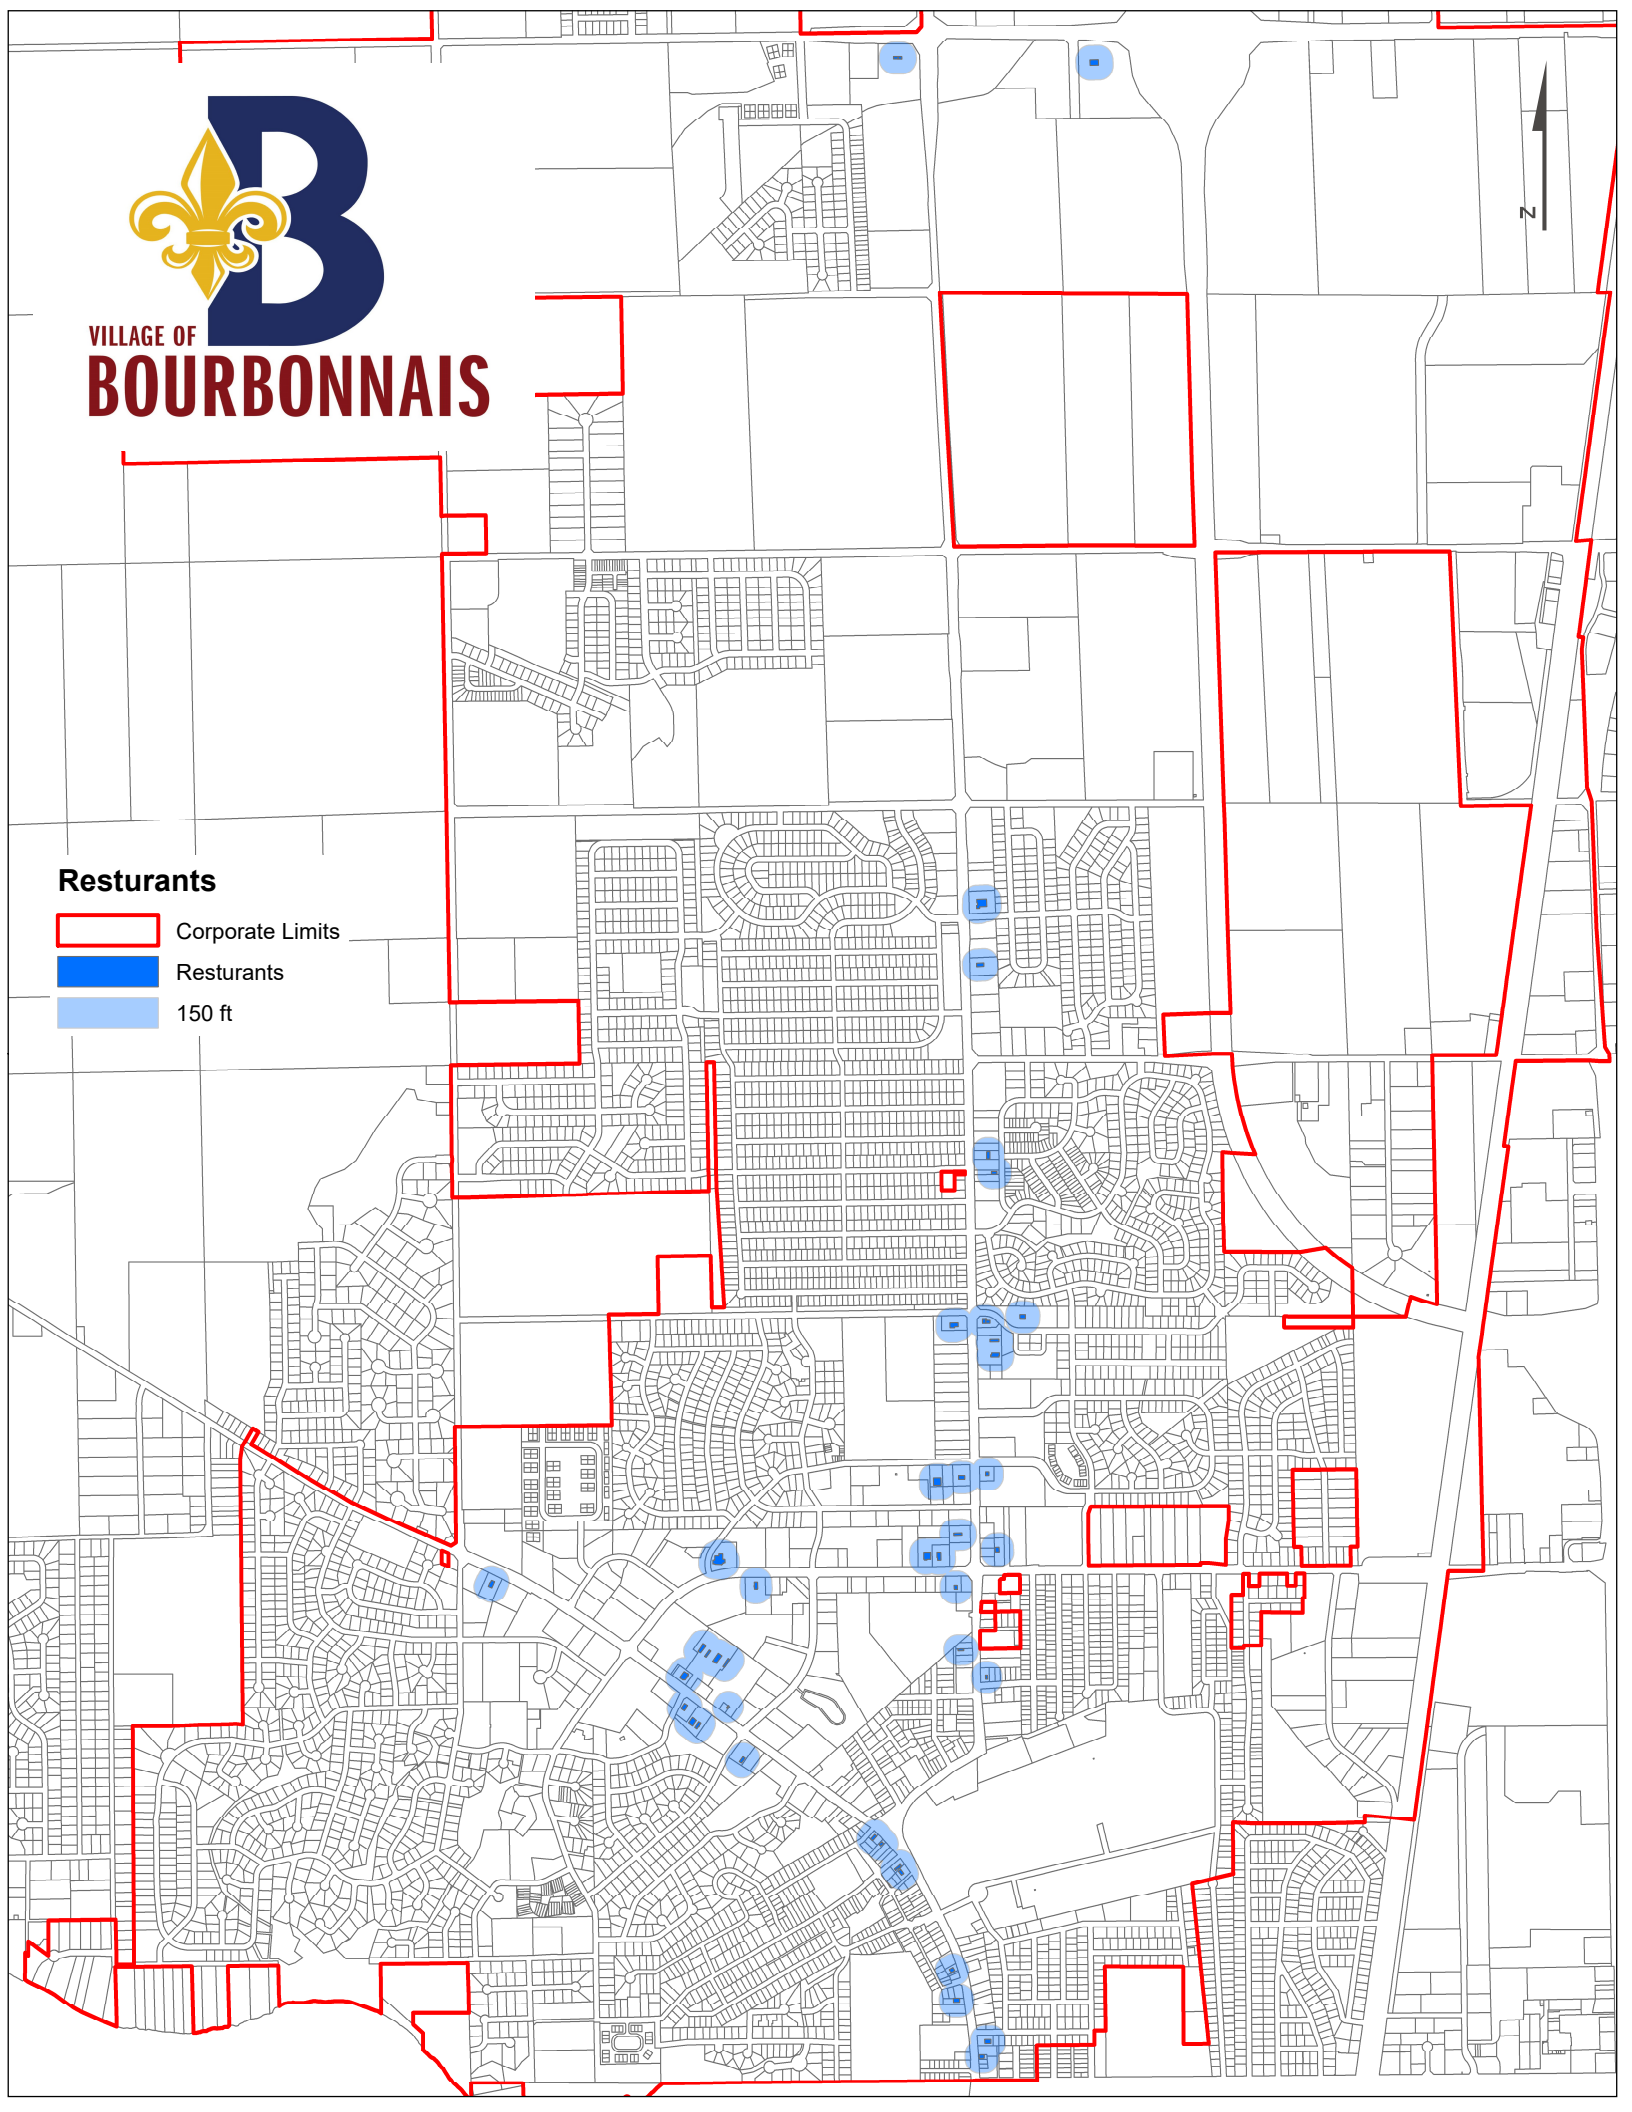 N
VILLAGE OF
BOURBONNAIS
Resturants
Corporate Limits
Resturants
150 ft